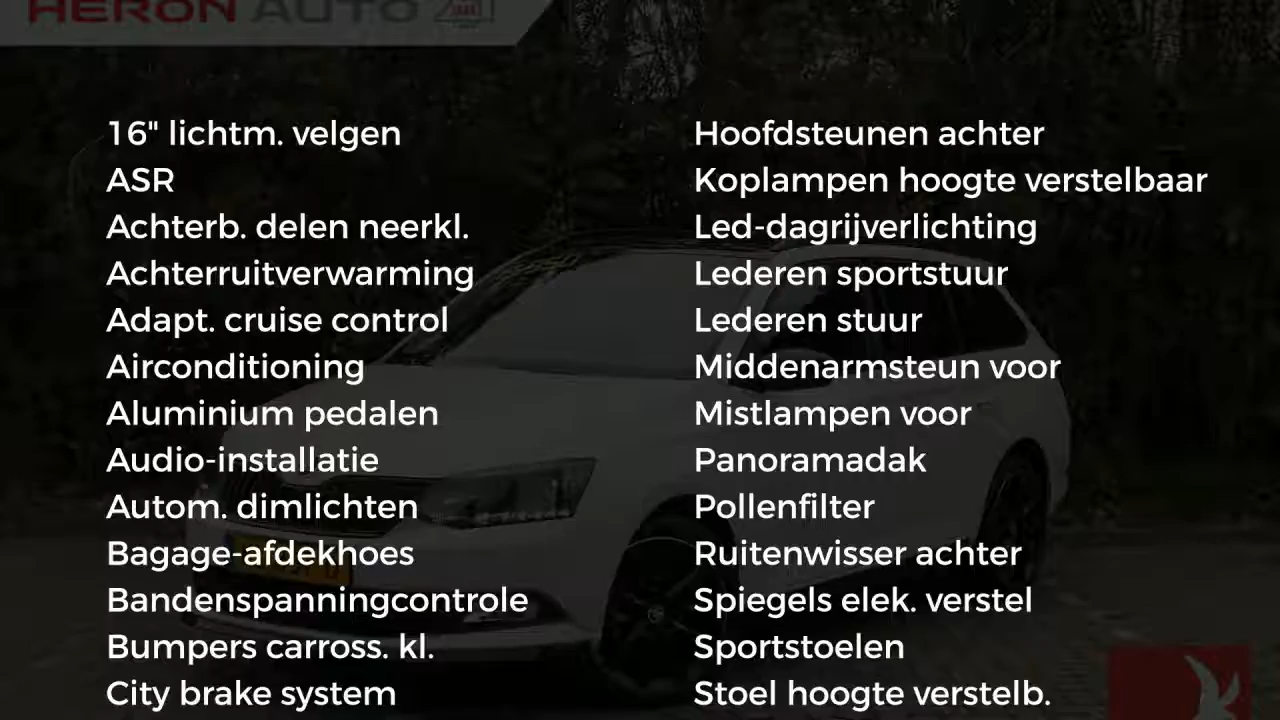 HERON AUTO
16" lichtm. velgen
ASR
Achterb. delen neerkl.
Achterruitverwarming
Adapt. cruise control
Airconditioning
Aluminium pedalen
Audio-installatie
Autom. dimlichten
Bagage-afdekhoes
Bandenspanningcontrole
Bumpers carross. kl.
City brake system
Hoofdsteunen achter
Koplampen hoogte verstelbaar
Led-dagrijverlichting
Lederen sportstuur
Lederen stuur
Middenarmsteun voor
Mistlampen voor
Panoramadak
Pollenfilter
Ruitenwisser achter
Spiegels elek. verstel
Sportstoelen
Stoel hoogte verstelb.